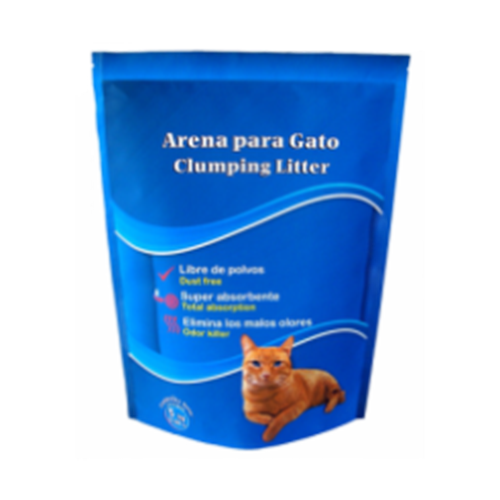 Arena para Gato
Clumping Litter
Libre de polvos
Dust free
Super absorbente
Total absorption
Elimina los malos olores
Odor killer